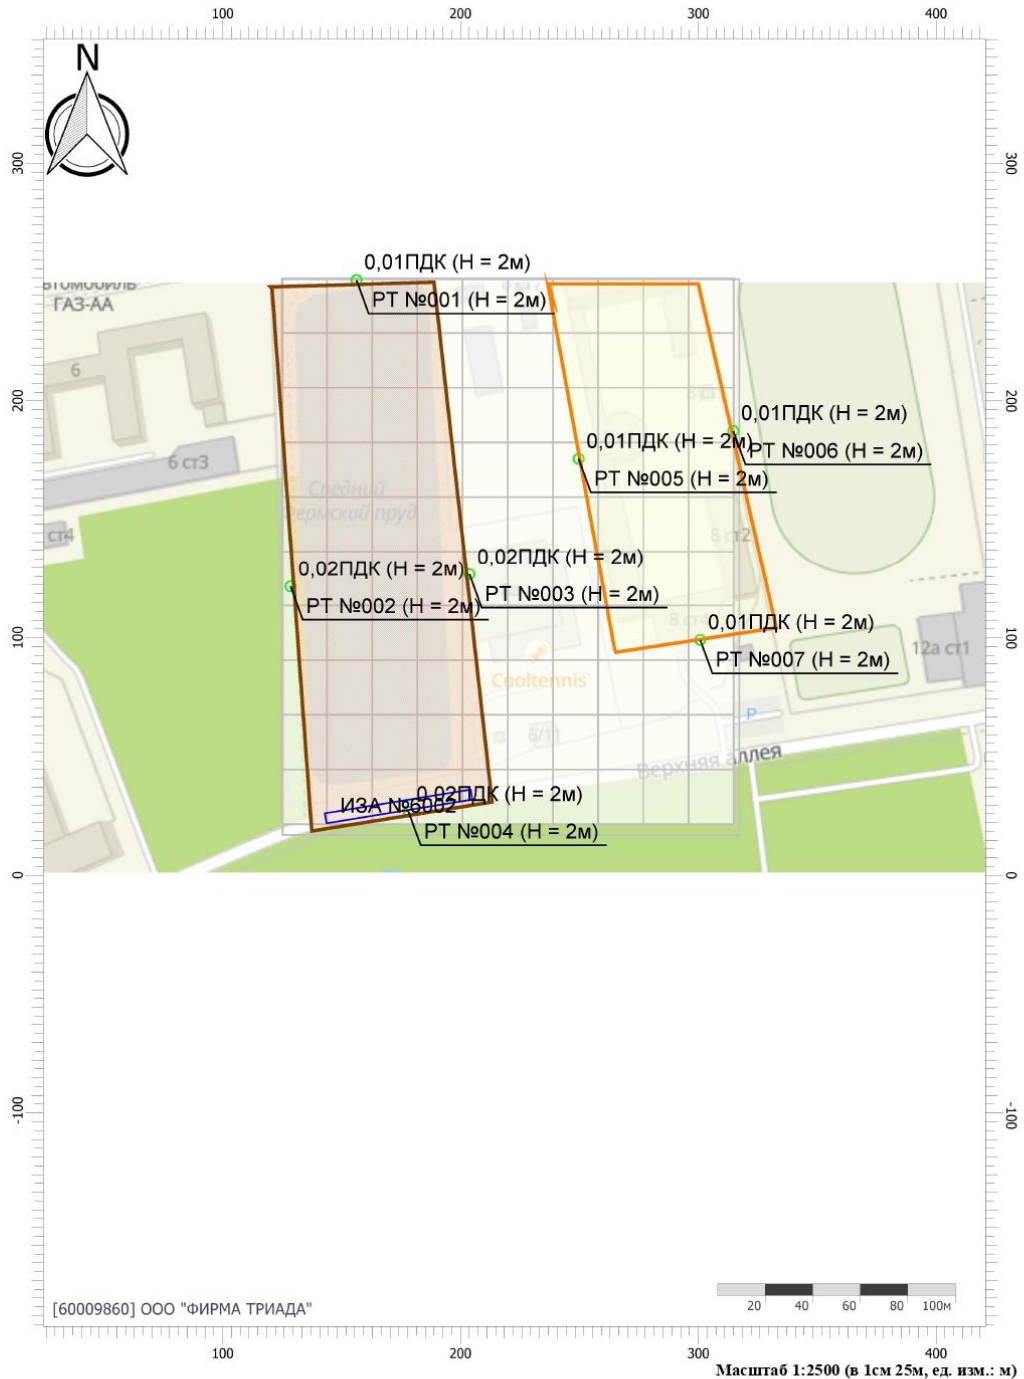 100 200 300 400
N
300 300
0,01ПДК (H = 2м)
РТ №001 (H = 2м)
ГАЗ-АА
6
200 200
0,01ПДК (H = 2м)
0,01ПДК (H = 2м)
РТ №006 (H = 2м)
6 ст3
РТ №005 (H = 2м)
Средний
Фермский пруд
ст4
8 ст2
0,02ПДК (H = 2м)
0,02ПДК (H = 2м)
РТ №003 (H = 2м)
РТ №002 (H = 2м)
0,01ПДК (H = 2м)
100 100
12а ст1
РТ №007 (H = 2м)
Cooltennis
P
6/11
Верхняя аллея
0,02ПДК (H = 2м)
ИЗА №6002
РТ №004 (H = 2м)
0 0
-100 -100
20 40 60 80 100м
[60009860] ООО "ФИРМА ТРИАДА"
100 200 300 400
Масштаб 1:2500 (в 1см 25м, ед. изм.: м)